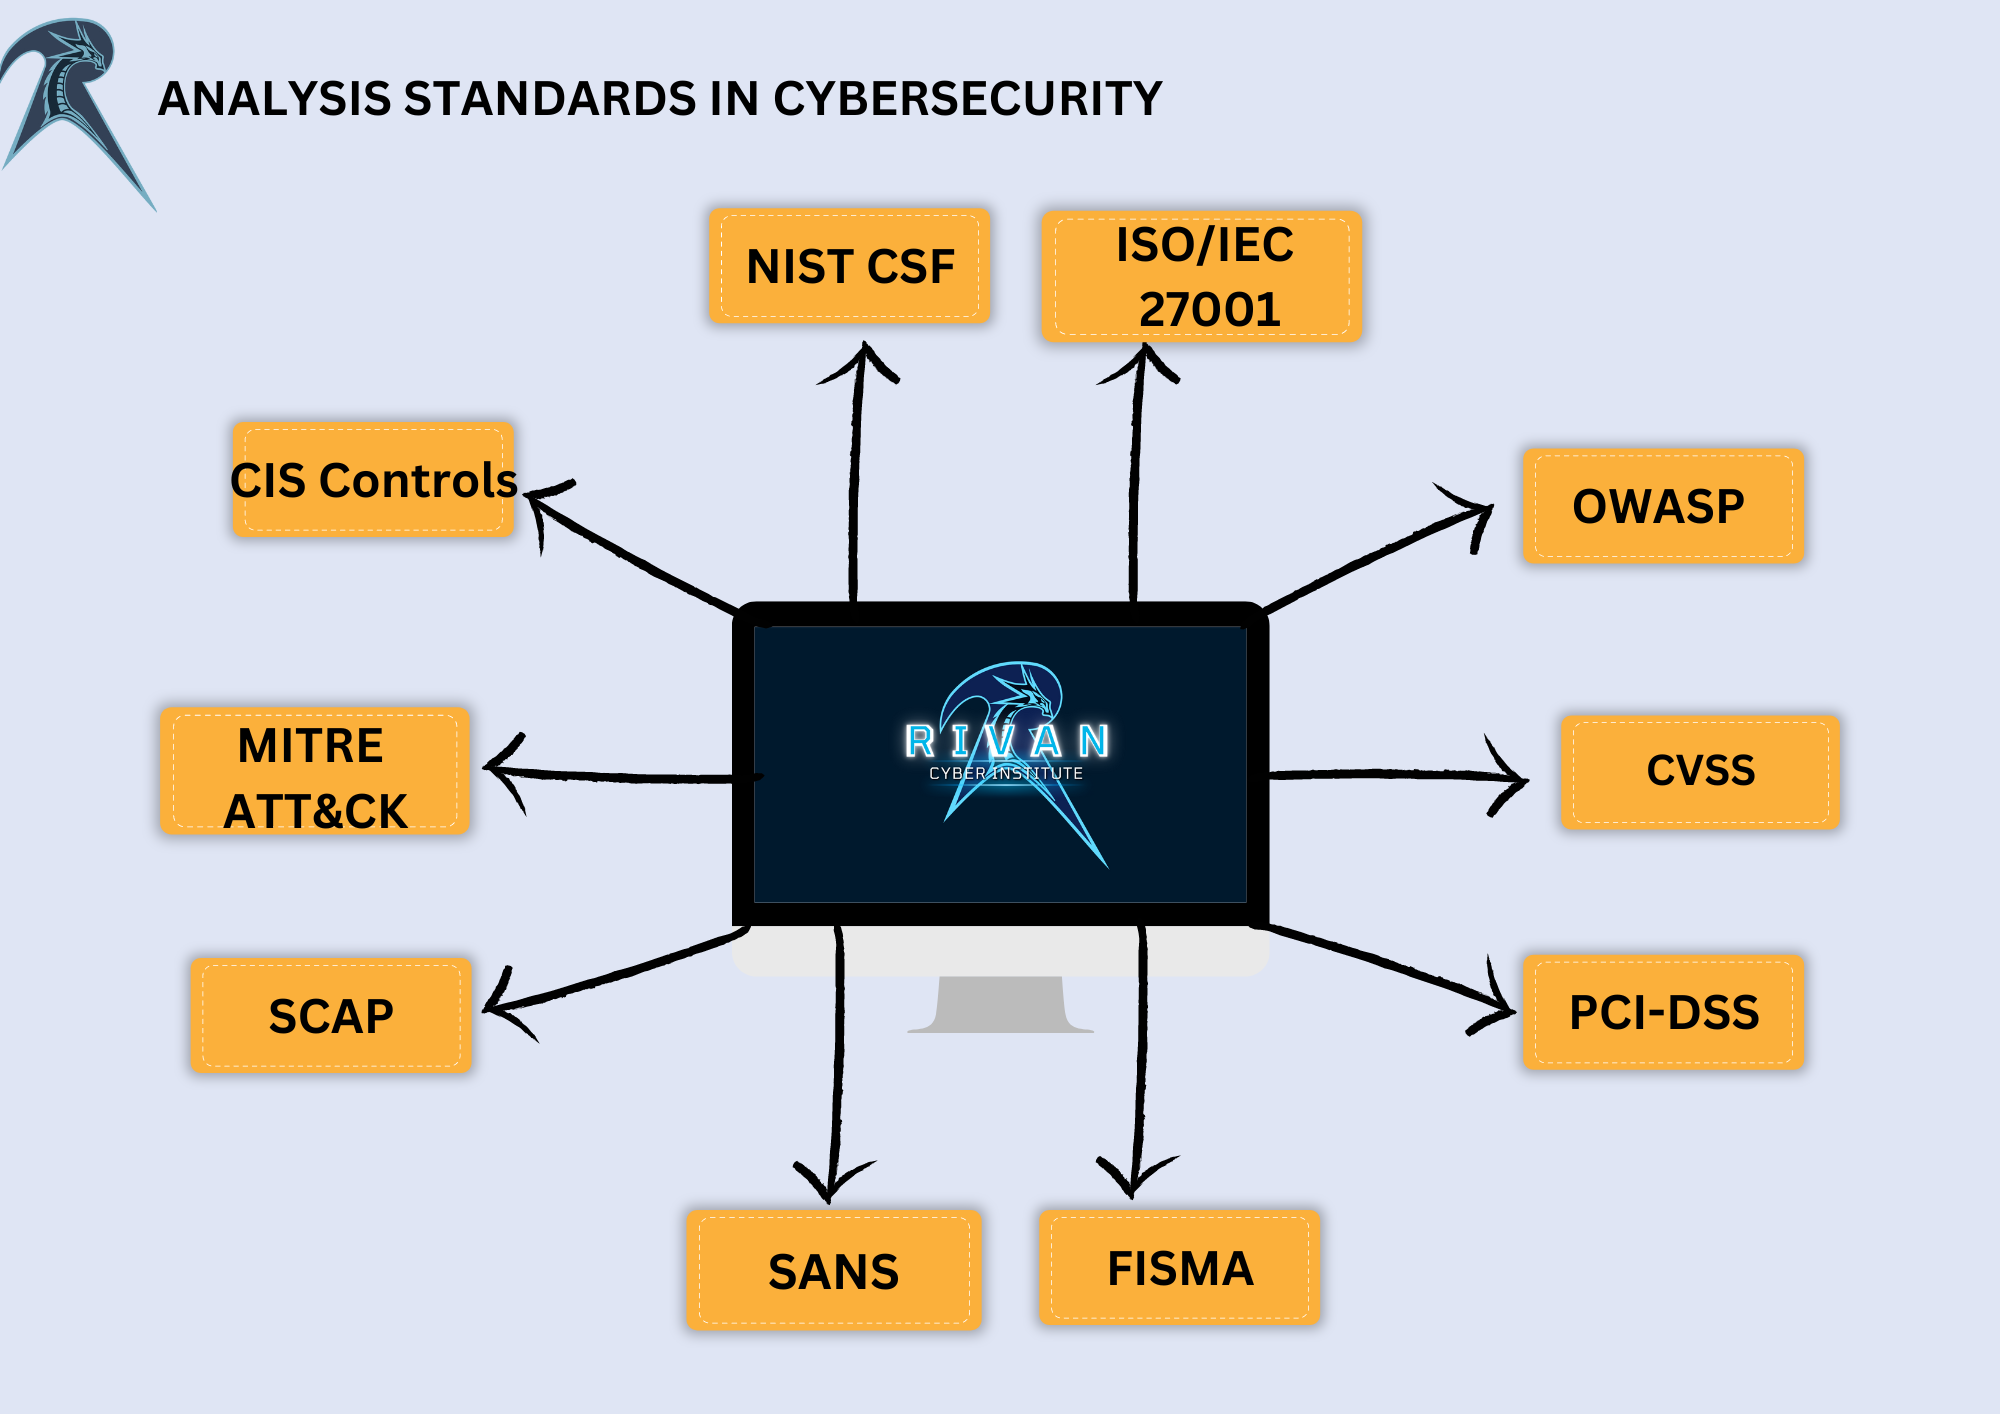 ANALYSIS STANDARDS IN CYBERSECURITY
NIST CSF
ISO/IEC
27001
CIS Controls
OWASP
MITRE
ATT&CK
RIVAN
CYBER INSTITUTE
CVSS
SCAP
PCI-DSS
SANS
FISMA